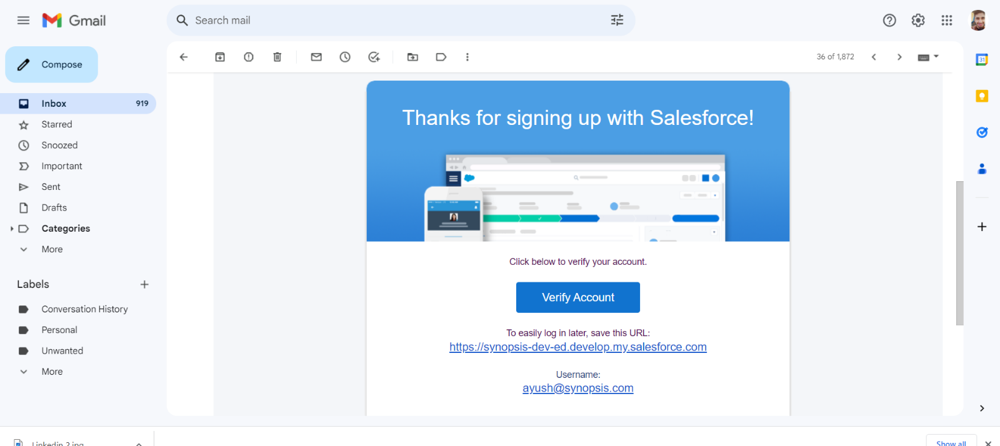 Gmail
Search mail
Compose
36 of 1,872
Inbox 919
Starred
Snoozed
Important
Sent
Drafts
Categories
More
Labels
Conversation History
Personal
Unwanted
More
Thanks for signing up with Salesforce!
Click below to verify your account.
Verify Account
To easily log in later, save this URL:
https://synopsis-dev-ed.develop.my.salesforce.com
Username:
ayush@synopsis.com
31
Linkedin 2.jpg
Show all